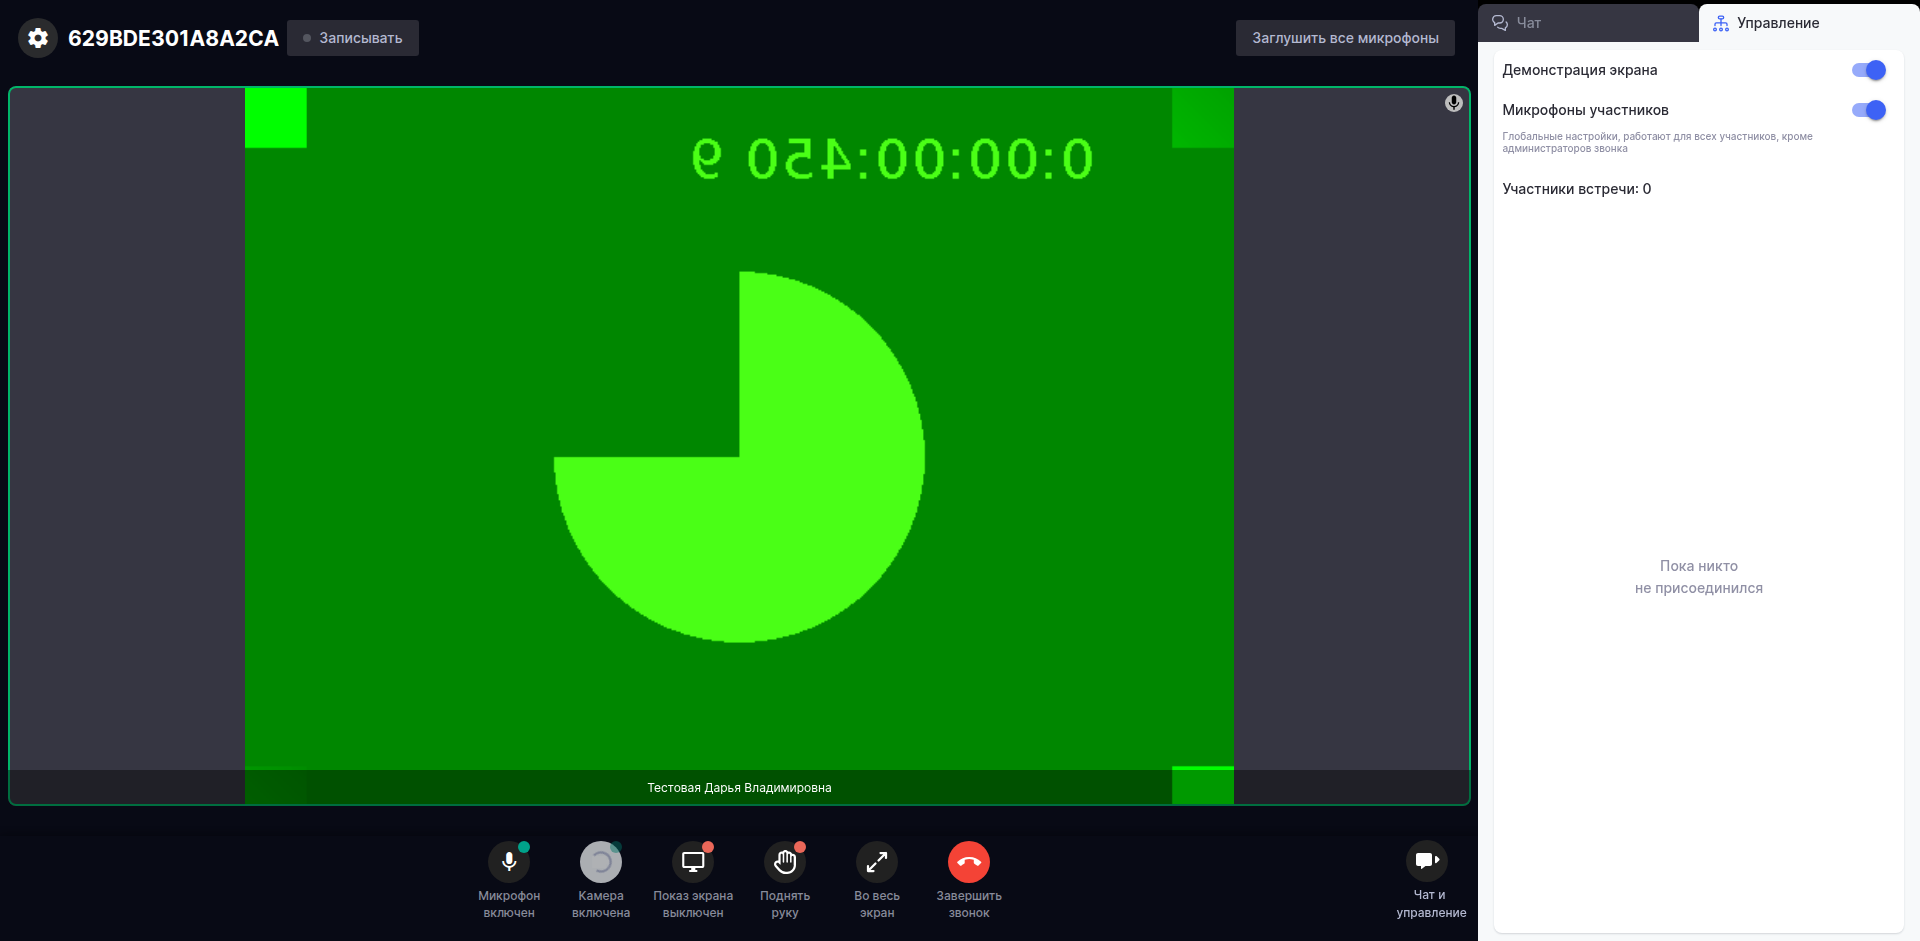 629BDE301A8A2CA
Записывать
Заглушить все микрофоны
Чат
Управление
Демонстрация экрана
Микрофоны участников
Глобальные настройки, работают для всех участников, кроме
администраторов звонка
Участники встречи: 0
0:00:00:450 9
Пока никто
не присоединился
Тестовая Дарья Владимировна
Микрофон
включен
Камера
включена
Показ экрана
выключен
Поднять
руку
Во весь
экран
Завершить
звонок
Чат и
управление